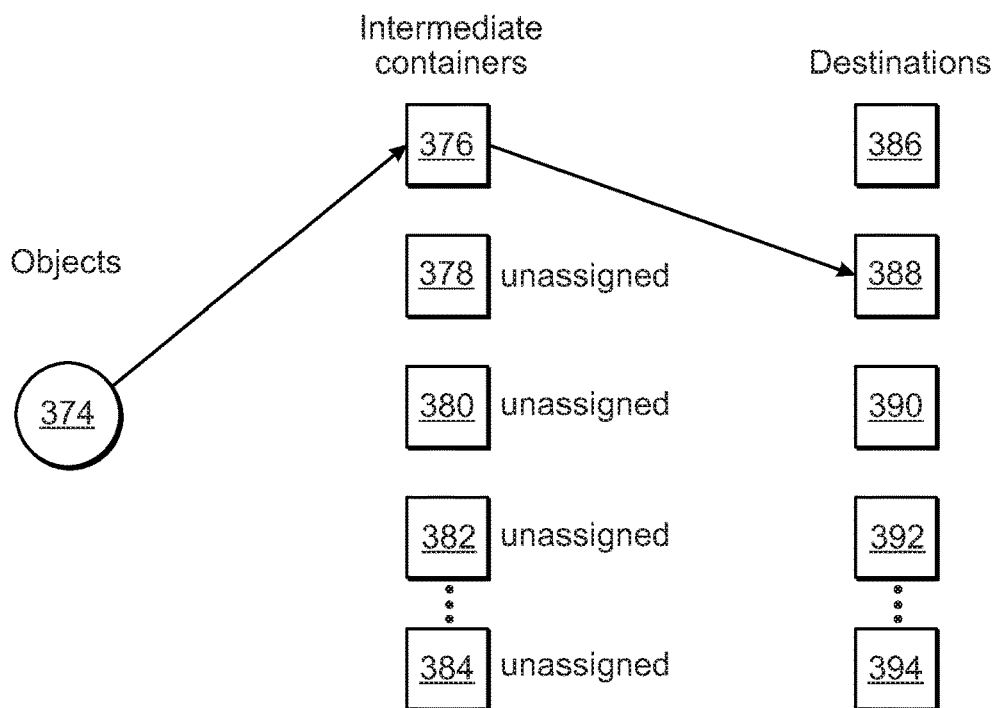 Intermediate
containers
Destinations
376
386
Objects
378 unassigned
388
374
380 unassigned
390
382 unassigned
392
384 unassigned
394